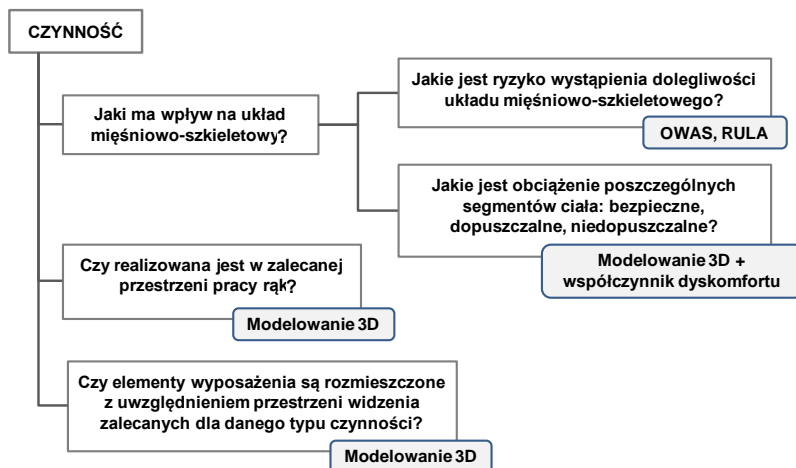 CZYNNOŚĆ
Jaki ma wpływ na układ
mięśniowo-szkieletowy?
Jakie jest ryzyko wystąpienia dolegliwości
układu mięśniowo-szkieletowego?
OWAS, RULA
Jakie jest obciążenie poszczególnych
segmentów ciała: bezpieczne,
dopuszczalne, niedopuszczalne?
Modelowanie 3D +
współczynnik dyskomfortu
Czy realizowana jest w zalecanej
przestrzeni pracy rąk?
Modelowanie 3D
Czy elementy wyposażenia są rozmieszczone
z uwzględnieniem przestrzeni widzenia
zalecanych dla danego typu czynności?
Modelowanie 3D